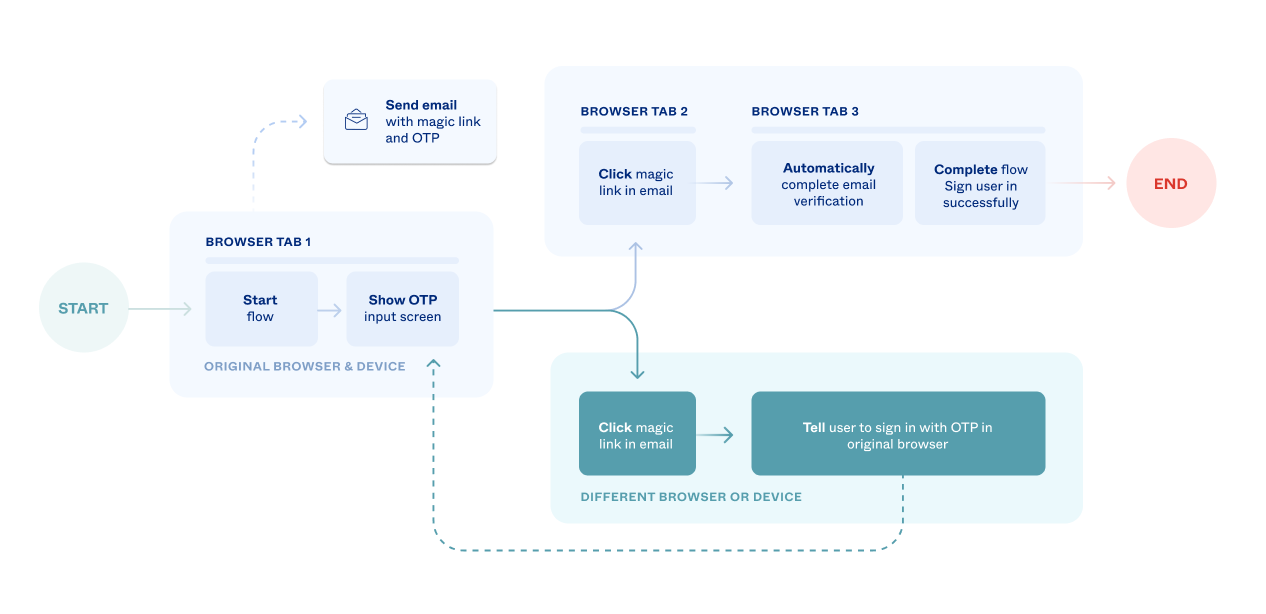 START
BROWSER TAB 1
Start
flow
Show OTP
input screen
ORIGINAL BROWSER & DEVICE
Send email
with magic link
and OTP
BROWSER TAB 2
Click magic
link in email
BROWSER TAB 3
Automatically
complete email
verification
Complete flow
Sign user in
successfully
END
Click magic
link in email
Tell user to sign in with OTP in
original browser
DIFFERENT BROWSER OR DEVICE